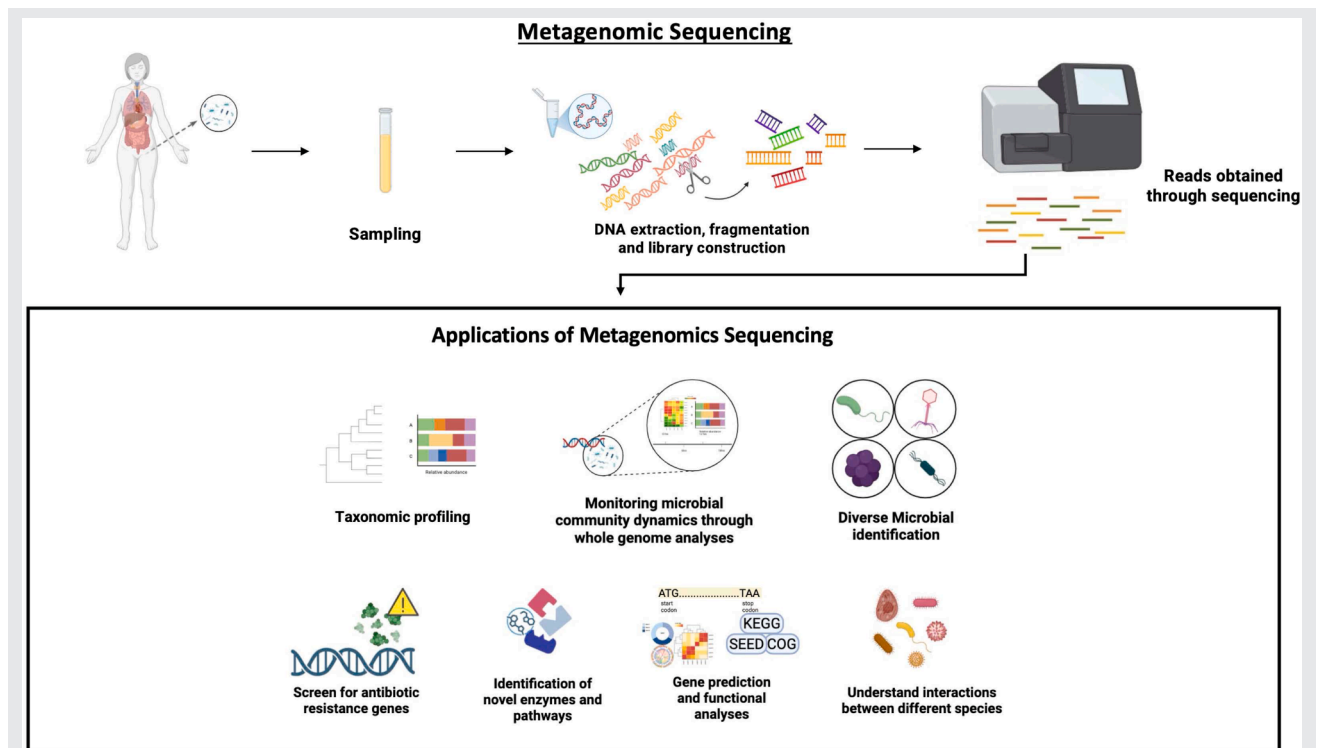 Metagenomic Sequencing
Sampling
DNA extraction, fragmentation
and library construction
Reads obtained
through sequencing
Applications of Metagenomics Sequencing
A
B
C
Relative abundance
Taxonomic profiling
Monitoring microbial
community dynamics through
whole genome analyses
Diverse Microbial
identification
Screen for antibiotic
resistance genes
Identification of
novel enzymes and
pathways
ATG......................TAA
start
codon
stop
codon
KEGG
SEED COG
Gene prediction
and functional
analyses
Understand interactions
between different species